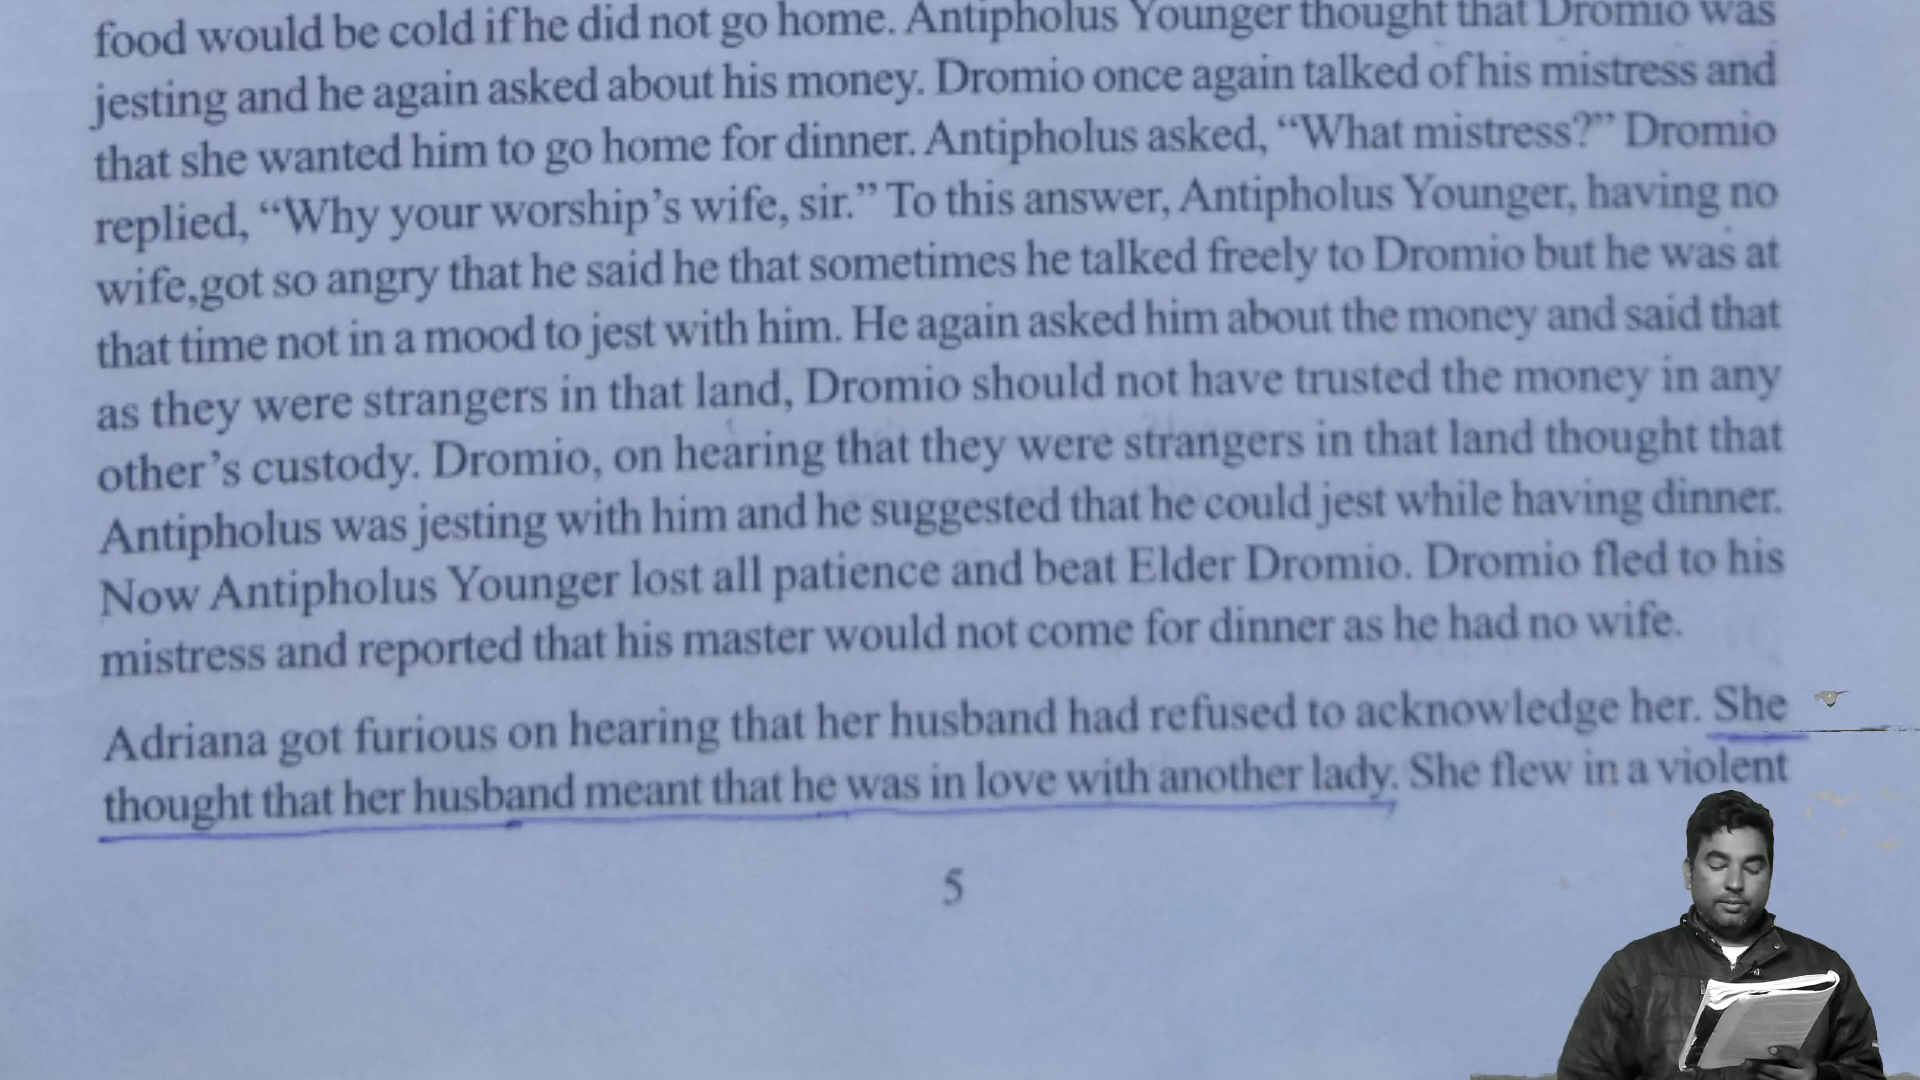 food would be cold if he did not go home. Antipholus Younger thought that Dromio was
jesting and he again asked about his money. Dromio once again talked of his mistress and
that she wanted him to go home for dinner. Antipholus asked, “What mistress?” Dromio
replied, “Why your worship’s wife, sir.” To this answer, Antipholus Younger, having no
wife,got so angry that he said he that sometimes he talked freely to Dromio but he was at
that time not in a mood to jest with him. He again asked him about the money and said that
as they were strangers in that land, Dromio should not have trusted the money in any
other’s custody. Dromio, on hearing that they were strangers in that land thought that
Antipholus was jesting with him and he suggested that he could jest while having dinner.
Now Antipholus Younger lost all patience and beat Elder Dromio. Dromio fled to his
mistress and reported that his master would not come for dinner as he had no wife.
Adriana got furious on hearing that her husband had refused to acknowledge her. She
thought that her husband meant that he was in love with another lady. She flew in a violent
5